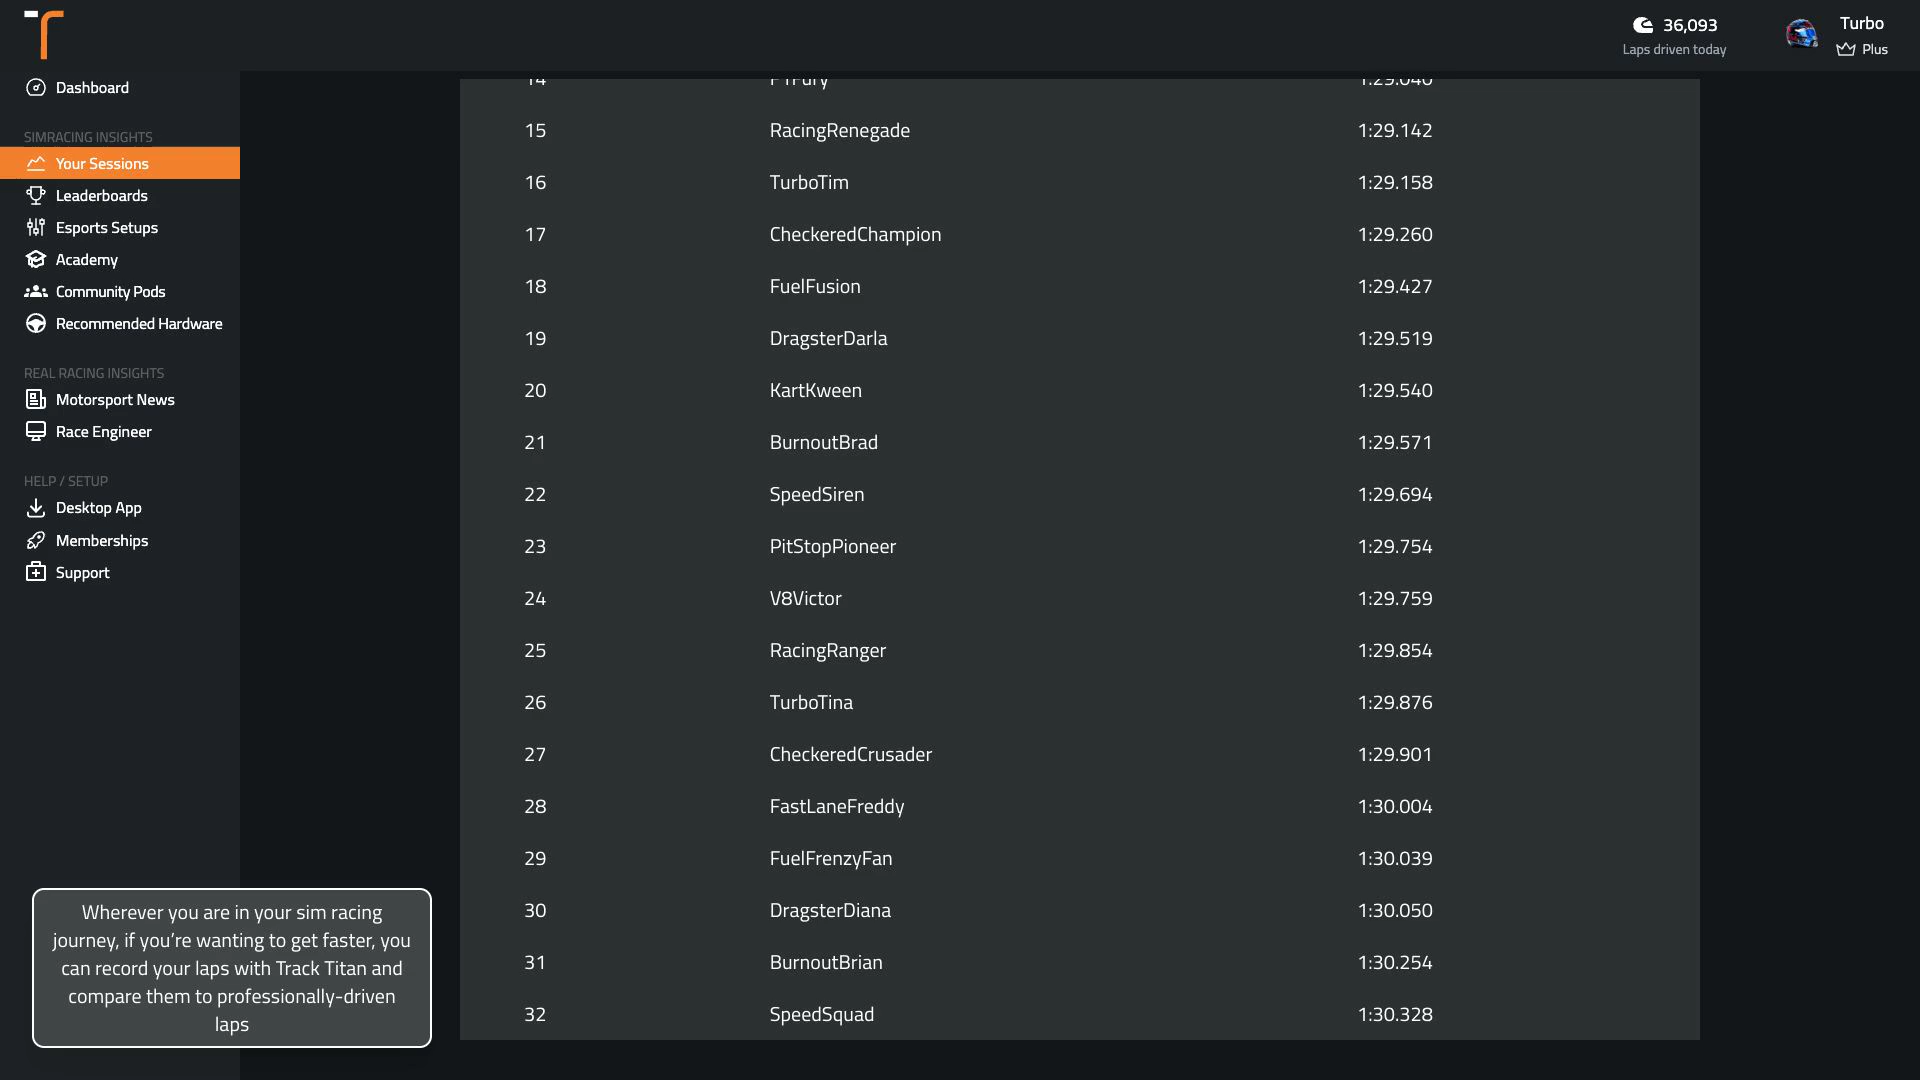 36,093
Laps driven today
Turbo
Plus
Dashboard
SIMRACING INSIGHTS
Your Sessions
Leaderboards
Esports Setups
Academy
Community Pods
Recommended Hardware
REAL RACING INSIGHTS
Motorsport News
Race Engineer
HELP / SETUP
Desktop App
Memberships
Support
14
15 RacingRenegade 1:29.142
16 TurboTim 1:29.158
17 CheckeredChampion 1:29.260
18 FuelFusion 1:29.427
19 DragsterDarla 1:29.519
20 KartKween 1:29.540
21 BurnoutBrad 1:29.571
22 SpeedSiren 1:29.694
23 PitStopPioneer 1:29.754
24 V8Victor 1:29.759
25 RacingRanger 1:29.854
26 TurboTina 1:29.876
27 CheckeredCrusader 1:29.901
28 FastLaneFreddy 1:30.004
29 FuelFrenzyFan 1:30.039
30 DragsterDiana 1:30.050
31 BurnoutBrian 1:30.254
32 SpeedSquad 1:30.328
Wherever you are in your sim racing
journey, if you’re wanting to get faster, you
can record your laps with Track Titan and
compare them to professionally-driven
laps